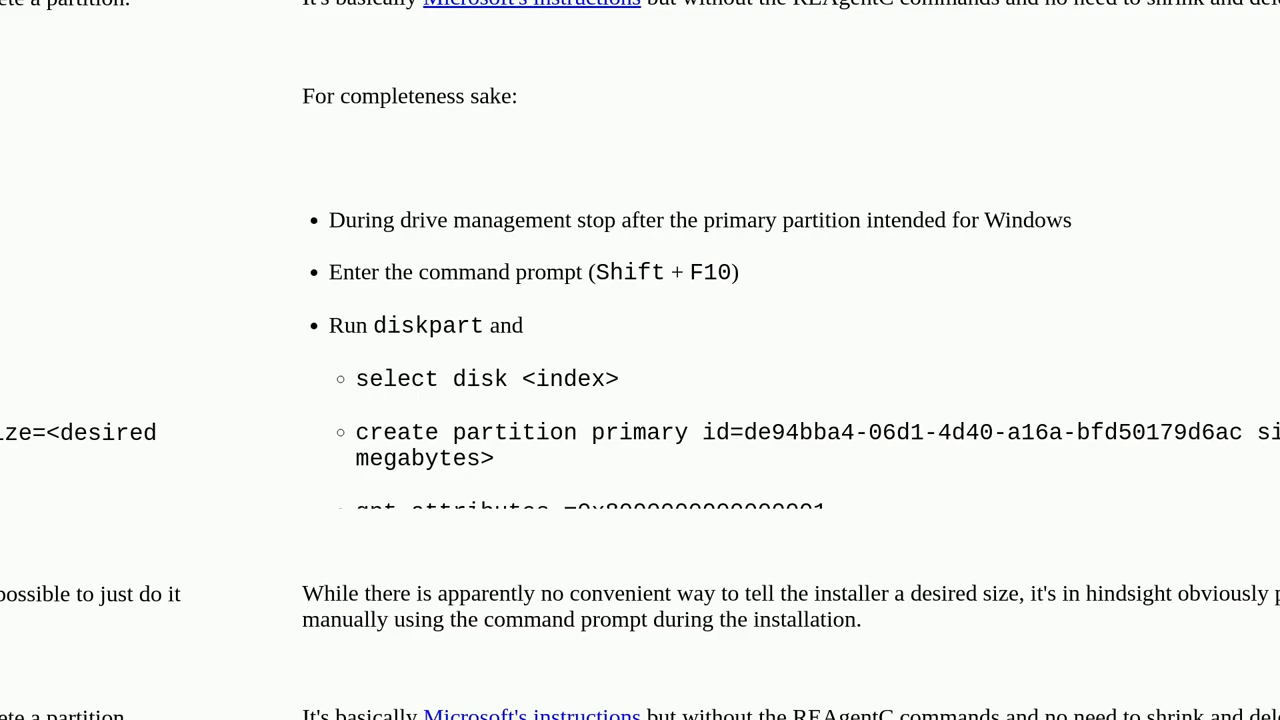 ete a partition.
It's basically Microsoft's instructions but without the REAgentC commands and no need to shrink and
For completeness sake:
• During drive management stop after the primary partition intended for Windows
• Enter the command prompt (Shift + F10)
• Run diskpart and
◦ select disk <index>
ize=<desired
◦ create partition primary id=de94bba4-06d1-4d40-a16a-bfd50179d6ac si
megabytes>
possible to just do it
While there is apparently no convenient way to tell the installer a desired size, it's in hindsight obviously p
manually using the command prompt during the installation.
ete a partition.
It's basically Microsoft's instructions but without the REAgentC commands and no need to shrink and